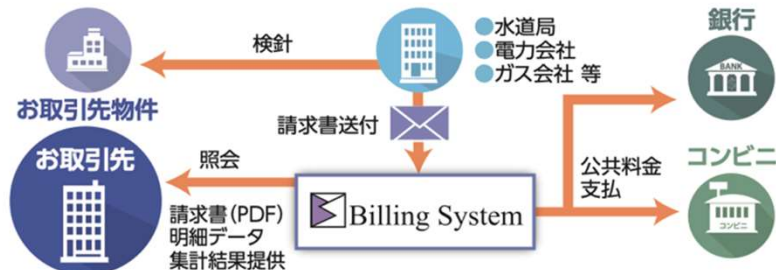 検針
●水道局
●電力会社
●ガス会社 等
銀行
BANK
お取引先物件
請求書送付
お取引先
照会
請求書(PDF)
明細データ
集計結果提供
Billing System
公共料金
支払
コンビニ
コンビニ